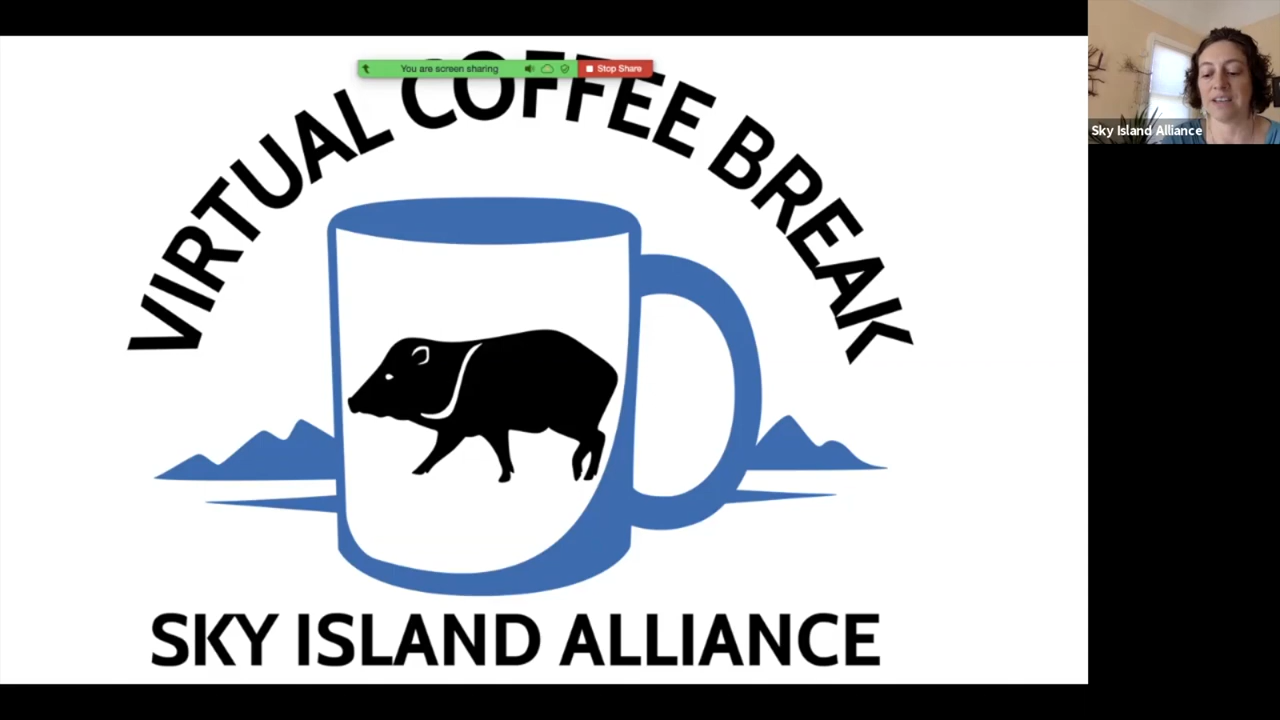 You are screen sharing
Stop Share
VIRTUAL COFFEE BREAK
Sky Island Alliance
SKY ISLAND ALLIANCE